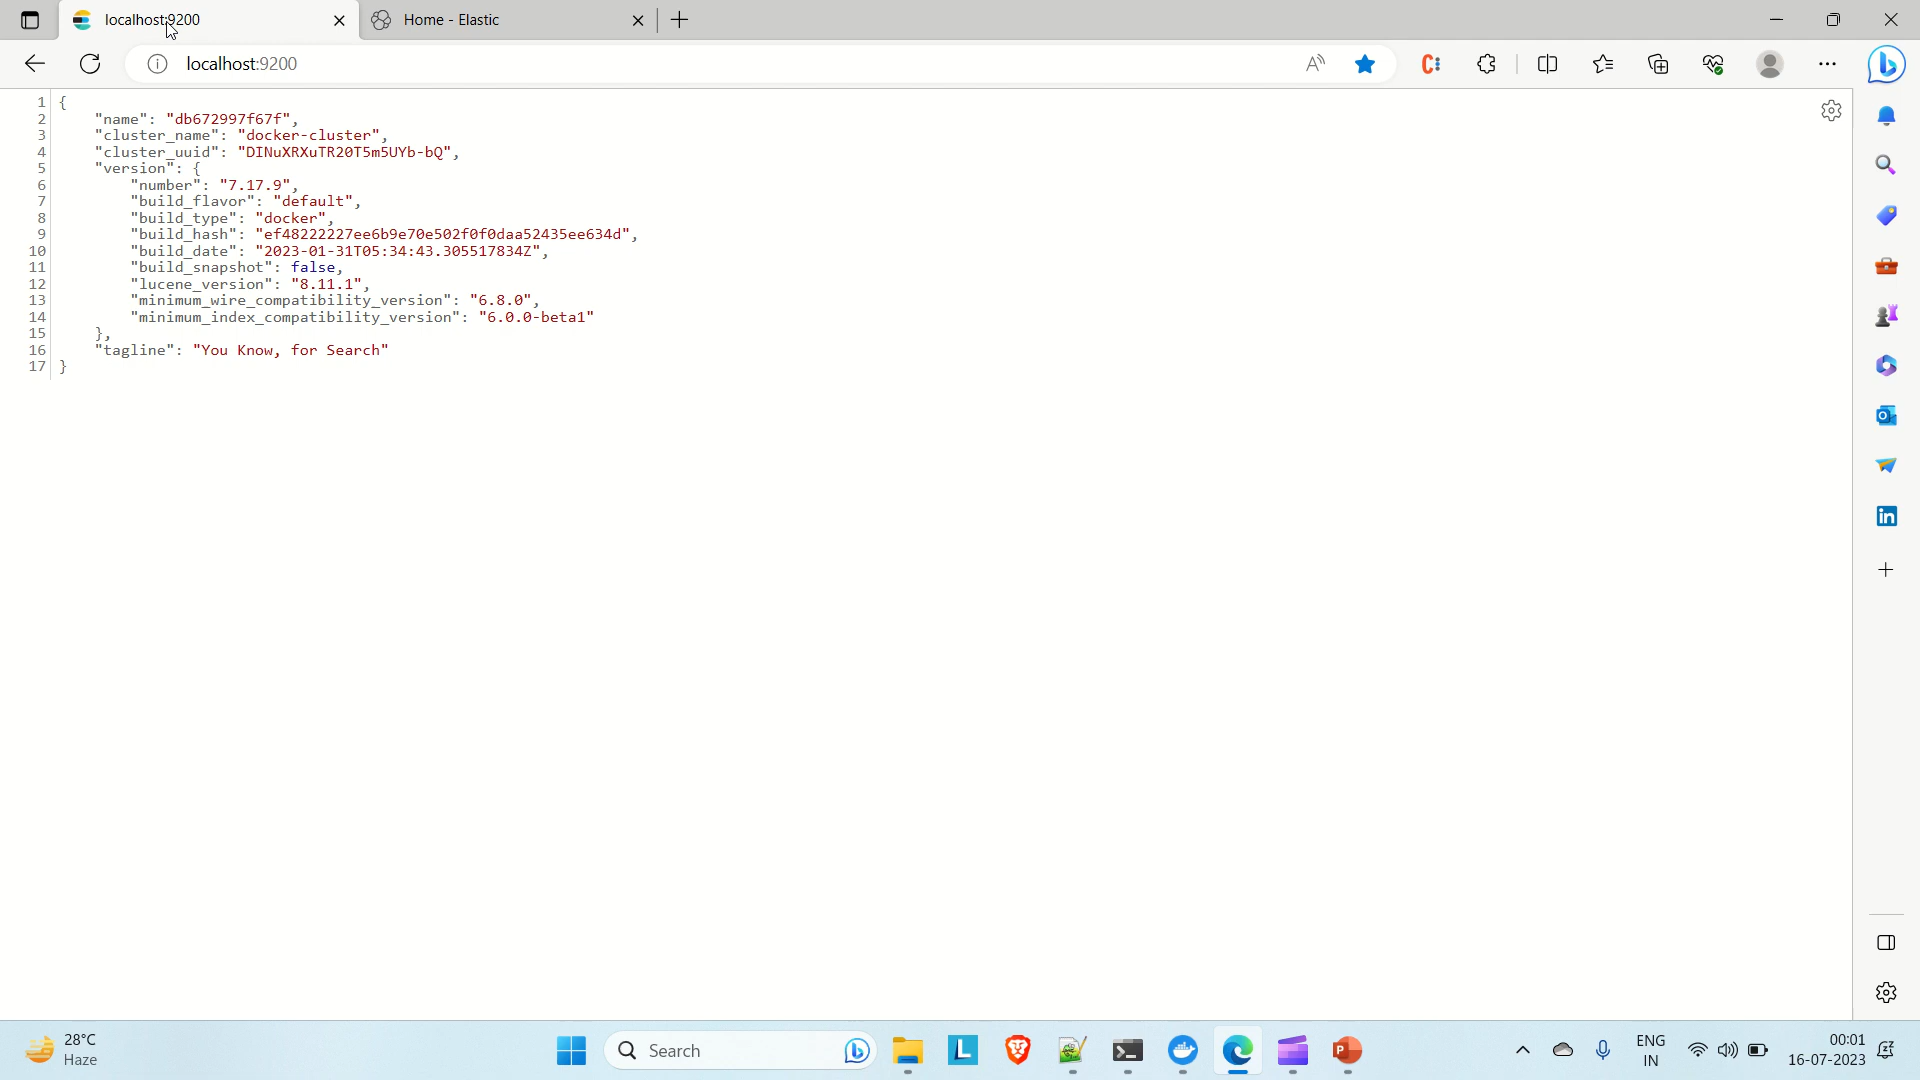 localhost:9200
Home - Elastic
localhost:9200
1 {
2 "name": "db672997f67f",
3 "cluster_name": "docker-cluster",
4 "cluster_uuid": "DINuXRXuTR20T5m5UYb-bQ",
5 "version": {
6 "number": "7.17.9",
7 "build_flavor": "default",
8 "build_type": "docker",
9 "build_hash": "ef48222227ee6b9e70e502f0f0daa52435ee634d",
10 "build_date": "2023-01-31T05:34:43.305517834Z",
11 "build_snapshot": false,
12 "lucene_version": "8.11.1",
13 "minimum_wire_compatibility_version": "6.8.0",
14 "minimum_index_compatibility_version": "6.0.0-beta1"
15 },
16 "tagline": "You Know, for Search"
17 }
28°C
Haze
Search
ENG
IN
00:01
16-07-2023